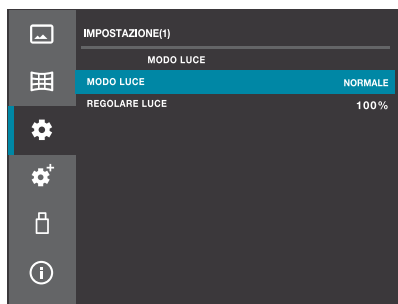 IMPOSTAZIONE(1)
MODO LUCE
MODO LUCE NORMALE
REGOLARE LUCE 100%